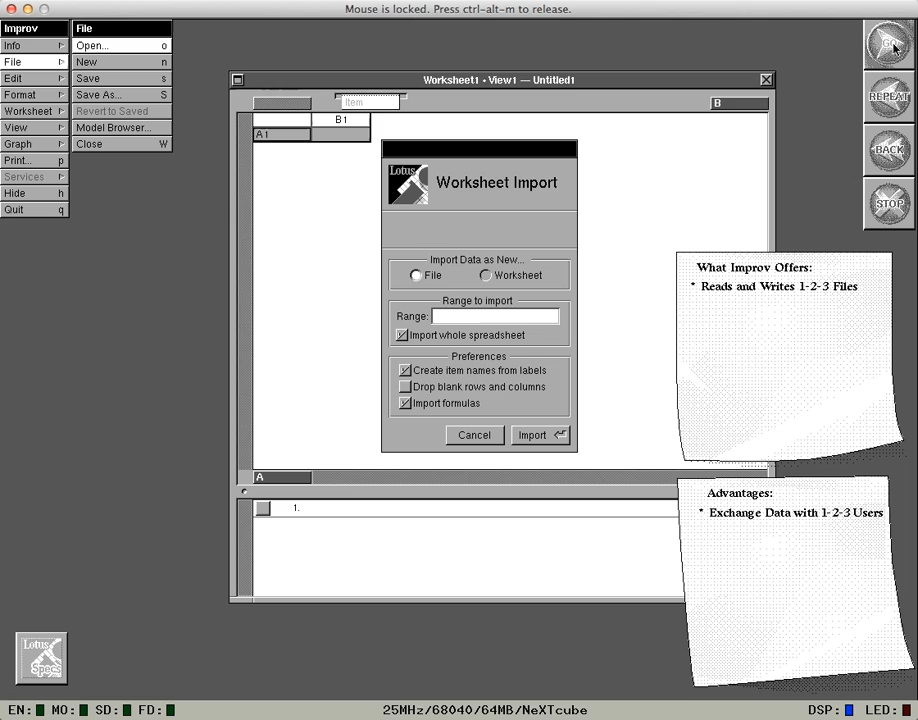 Mouse is locked. Press ctrl-alt-m to release.
Improv
Info
File
Edit
Format
Worksheet
View
Graph
Print... p
Services
Hide h
Quit q
File
Open... o
New n
Save s
Save As... S
Revert to Saved
Model Browser...
Close W
Worksheet1 • View1 — Untitled1
Item
B
B1
A1
Lotus
Worksheet Import
Import Data as New...
File Worksheet
Range to import
Range:
Import whole spreadsheet
Preferences
Create item names from labels
Drop blank rows and columns
Import formulas
Cancel Import
A
1.
GO
REPEAT
BACK
STOP
What Improv Offers:
* Reads and Writes 1-2-3 Files
Advantages:
* Exchange Data with 1-2-3 Users
Lotus
Specs
EN: MO: SD: FD: 25MHz/68040/64MB/NeXTcube DSP: LED: